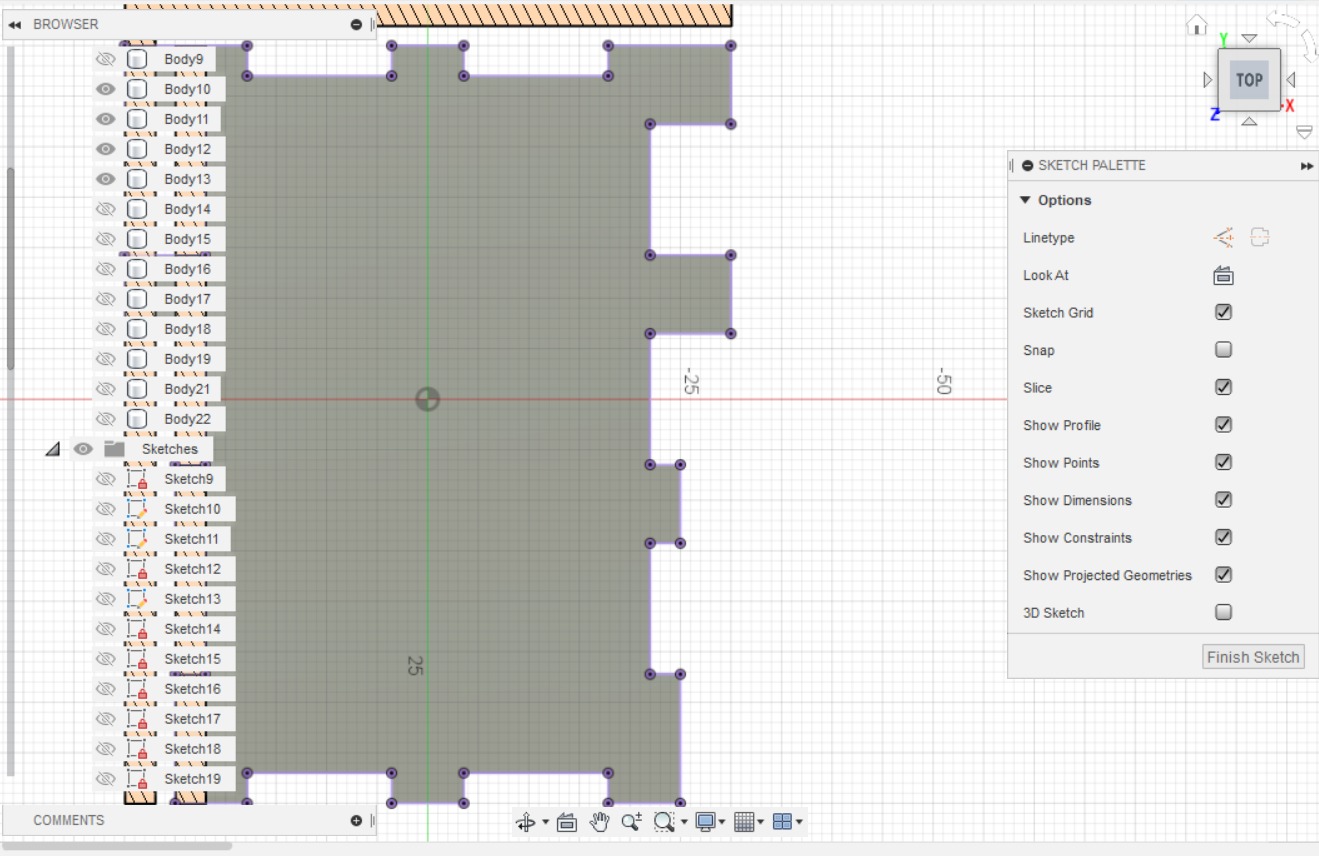 BROWSER
Body9
Body10
Body11
Body12
Body13
Body14
Body15
Body16
Body17
Body18
Body19
Body21
Body22
Sketches
Sketch9
Sketch10
Sketch11
Sketch12
Sketch13
Sketch14
Sketch15
Sketch16
Sketch17
Sketch18
Sketch19
COMMENTS
-25
-50
25
Y
TOP
X
Z
SKETCH PALETTE
Options
Linetype
Look At
Sketch Grid
Snap
Slice
Show Profile
Show Points
Show Dimensions
Show Constraints
Show Projected Geometries
3D Sketch
Finish Sketch